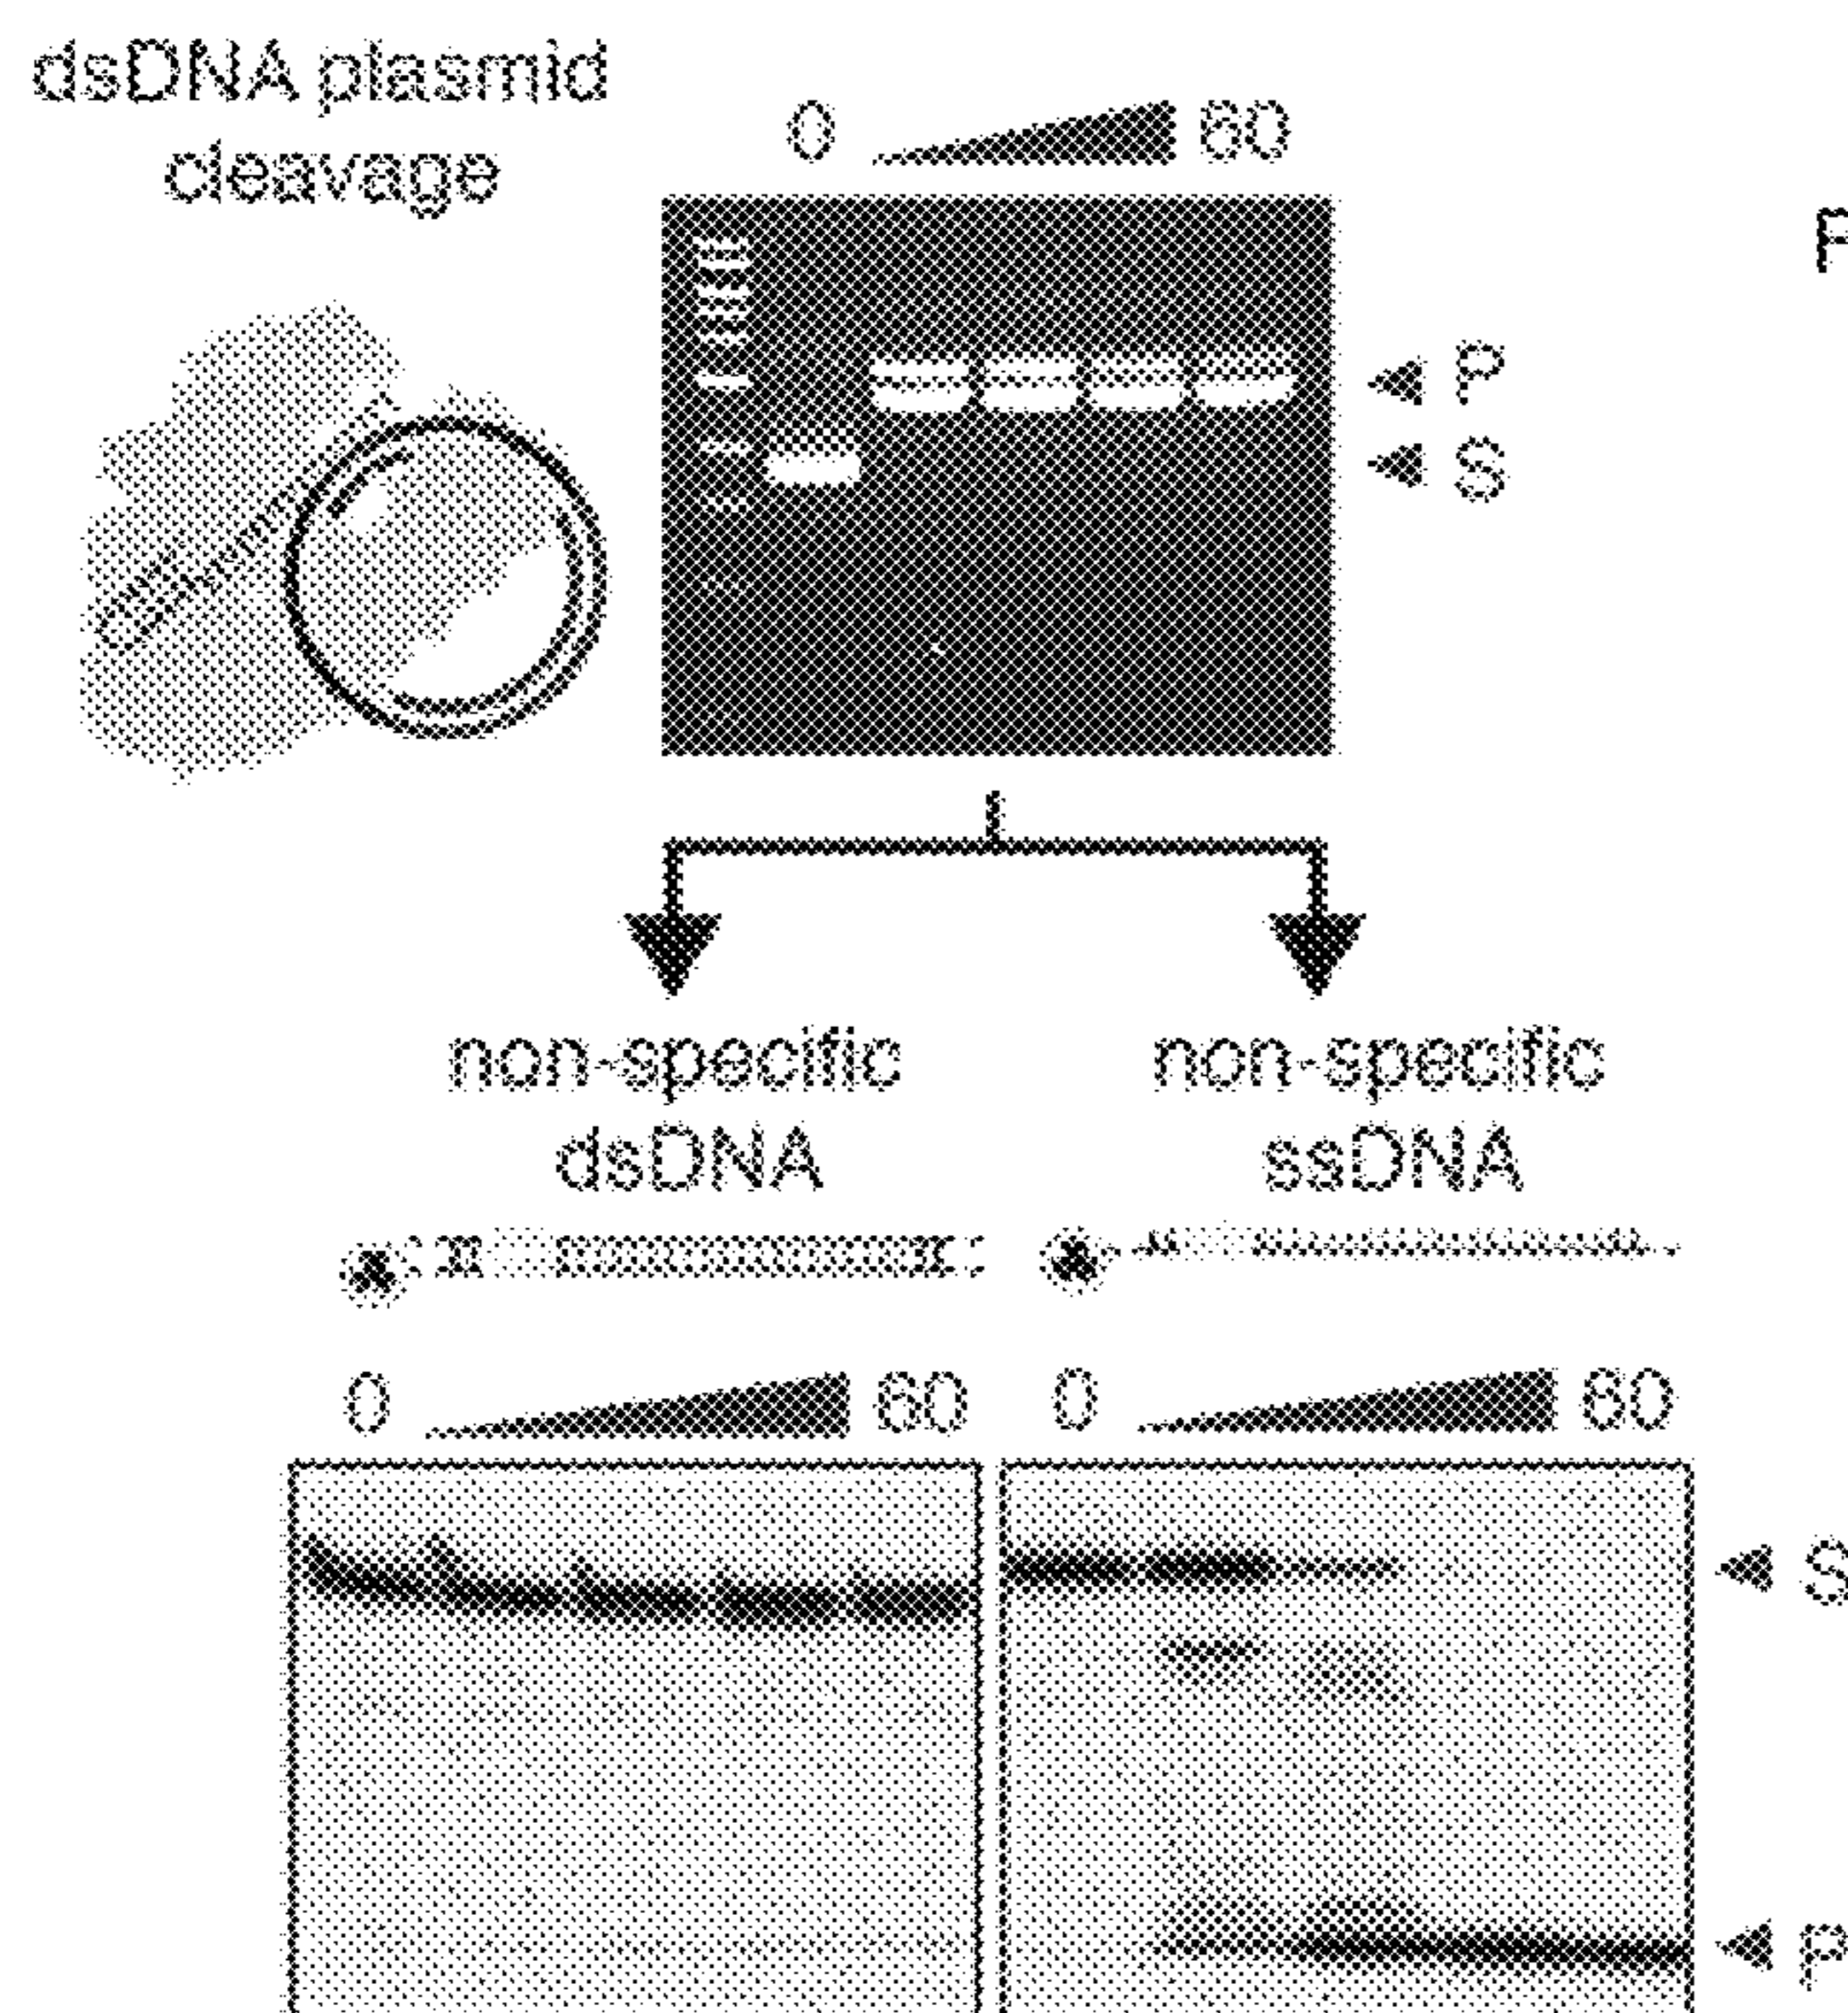 dsDNA plasmid
cleavage
0 60
P
S
non-specific
dsDNA
non-specific
ssDNA
0 60
0 60
S
P